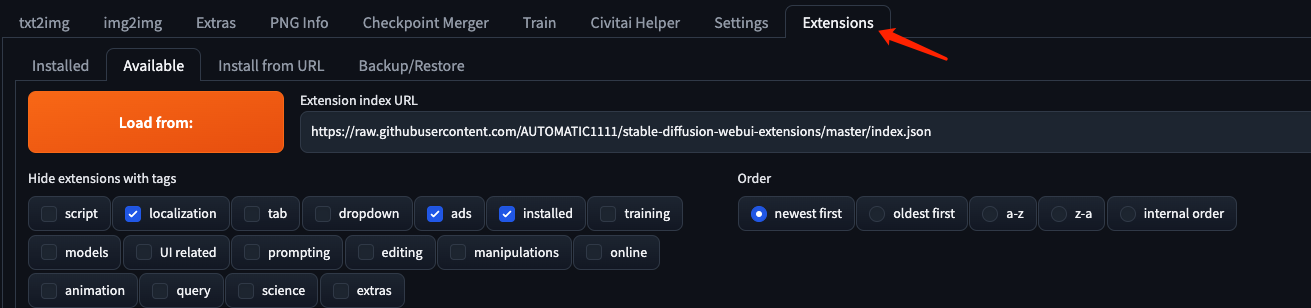 txt2img img2img Extras PNG Info Checkpoint Merger Train Civitai Helper Settings Extensions
Installed Available Install from URL Backup/Restore
Load from:
Extension index URL
https://raw.githubusercontent.com/AUTOMATIC1111/stable-diffusion-webui-extensions/master/index.json
Hide extensions with tags
script localization tab dropdown ads installed training
models UI related prompting editing manipulations online
animation query science extras
Order
newest first oldest first a-z z-a internal order